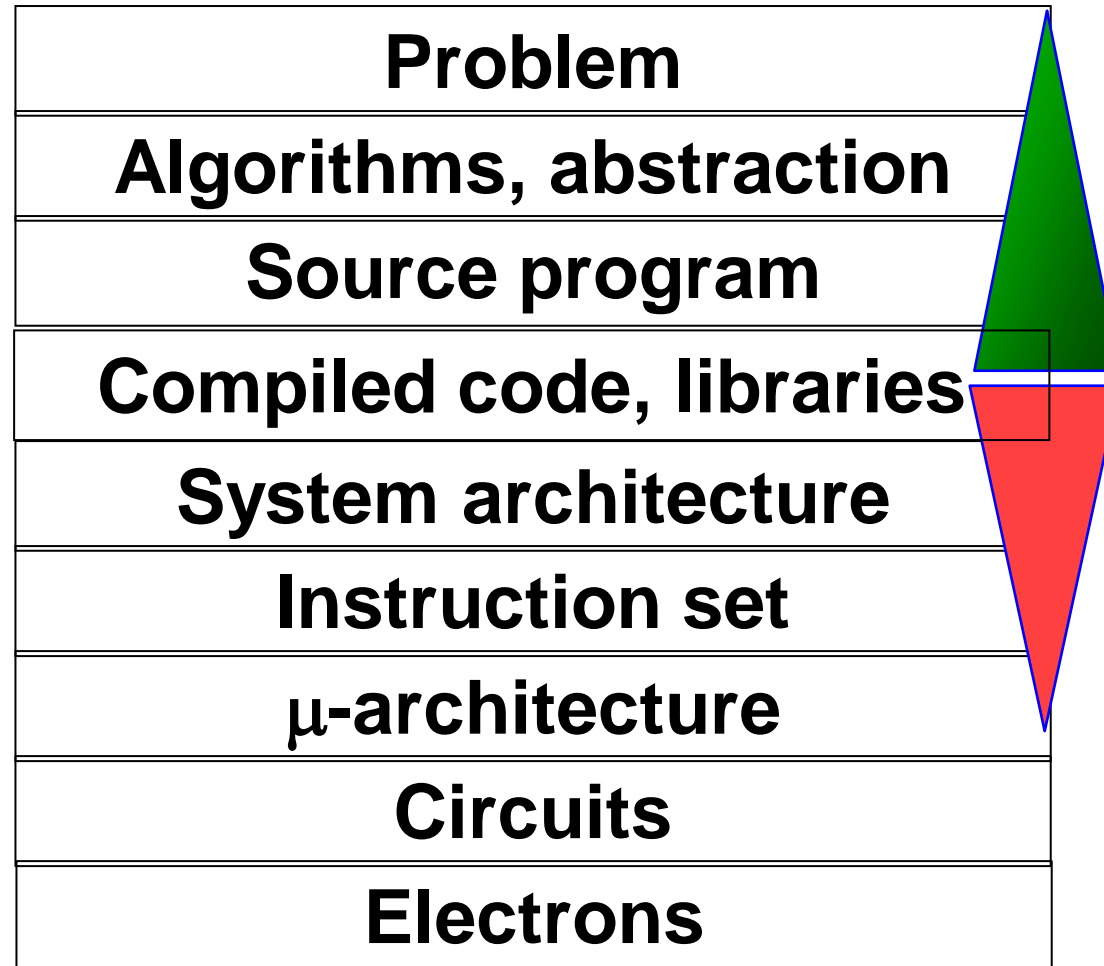 Problem
Algorithms, abstraction
Source program
Compiled code, libraries
System architecture
Instruction set
μ-architecture
Circuits
Electrons